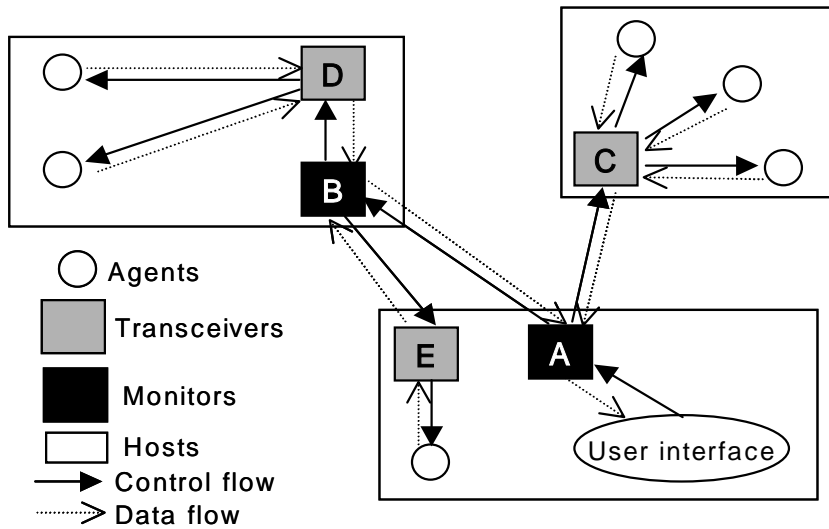 D
C
B
Agents
Transceivers
E
A
Monitors
User interface
Hosts
Control flow
Data flow